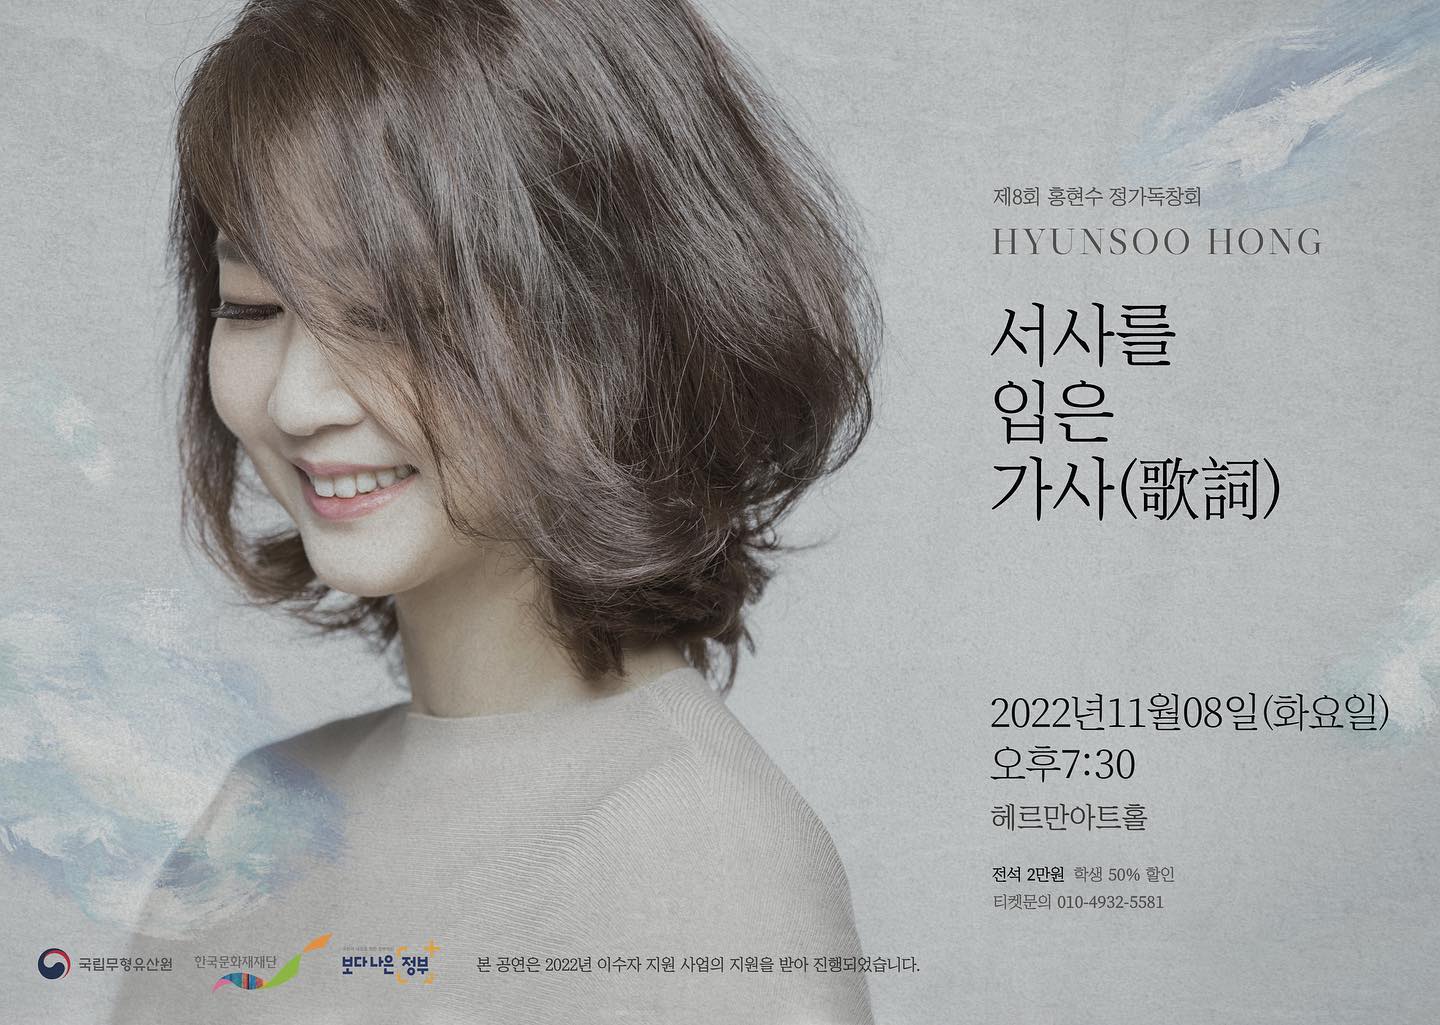 제8회 홍현수 정가독창회
HYUNSOO HONG
서사를
입은
가사(歌詞)
2022년11월08일(화요일)
오후7:30
헤르만아트홀
전석 2만원 학생 50% 할인
티켓문의 010-4932-5581
국립무형유산원
한국문화재재단
보다나은 정부
본 공연은 2022년 이수자 지원 사업의 지원을 받아 진행되었습니다.